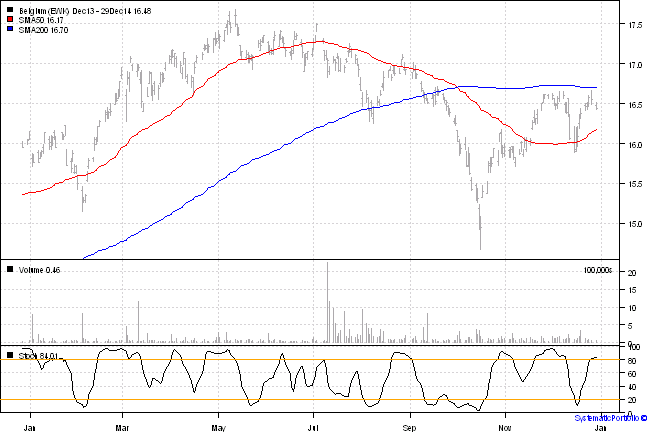 Belgium (EWK) Dec13 - 29Dec14 16.48
SMA50 16.17
SMA200 16.70
17.5
17.0
16.5
16.0
15.5
15.0
Volume 0.46
100,000s
20
15
10
5
0
Stoch 84.01
100
80
60
40
20
0
SystematicPortfolio ©
Jan
Mar
May
Jul
Sep
Nov
Jan